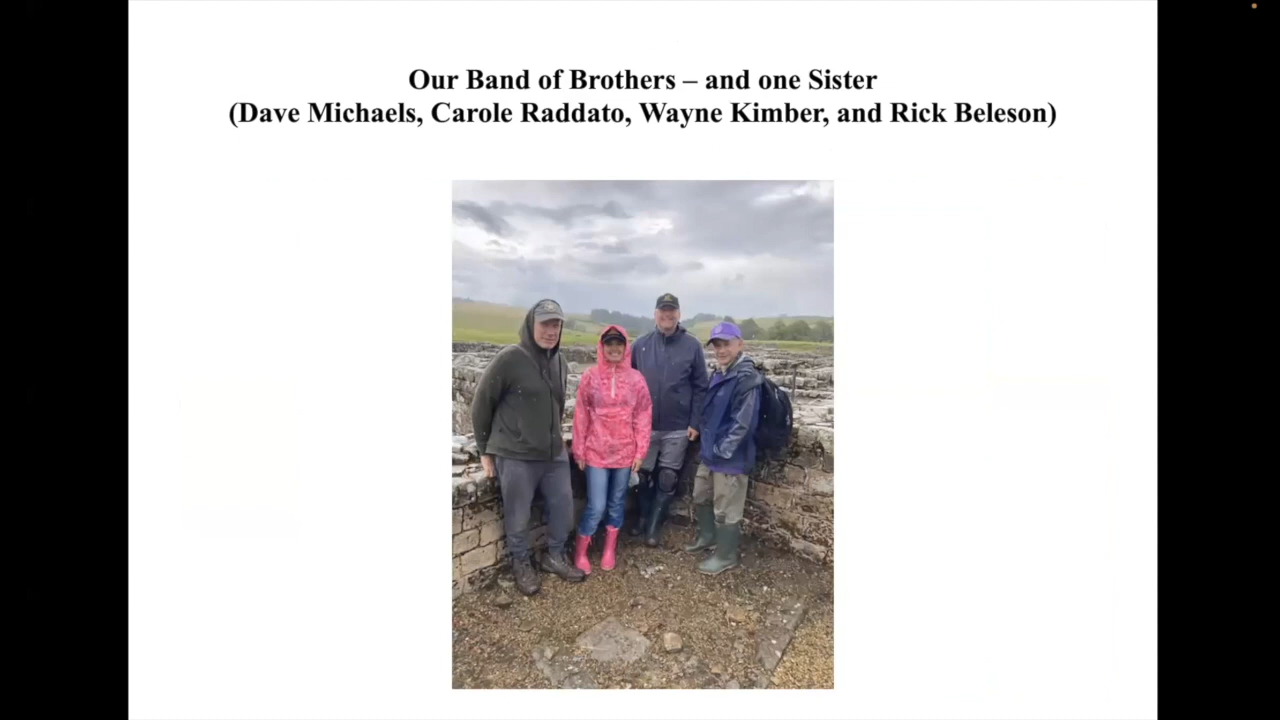 Our Band of Brothers – and one Sister
(Dave Michaels, Carole Raddato, Wayne Kimber, and Rick Beleson)